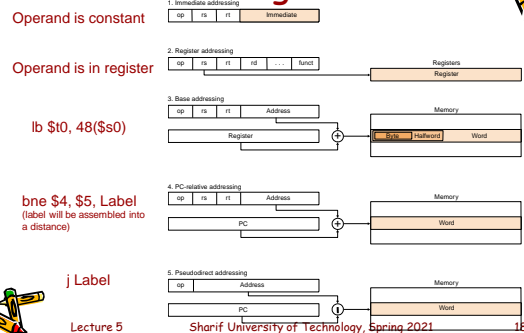 1. Immediate addressing
Operand is constant
op rs rt Immediate
2. Register addressing
Operand is in register
op rs rt rd . . . funct
Registers
Register
3. Base addressing
lb $t0, 48($s0)
op rs rt Address
Memory
Register
+
Byte Halfword Word
4. PC-relative addressing
bne $4, $5, Label
(label will be assembled into
a distance)
op rs rt Address
Memory
PC
+
Word
5. Pseudodirect addressing
j Label
op Address
Memory
PC
Word
Lecture 5
Sharif University of Technology, Spring 2021